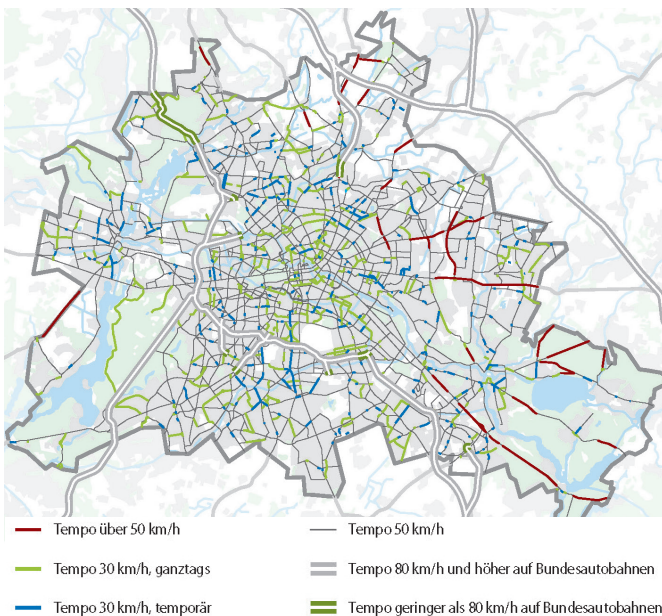 Tempo über 50 km/h
Tempo 30 km/h, ganztags
Tempo 30 km/h, temporär
Tempo 50 km/h
Tempo 80 km/h und höher auf Bundesautobahnen
Tempo geringer als 80 km/h auf Bundesautobahnen